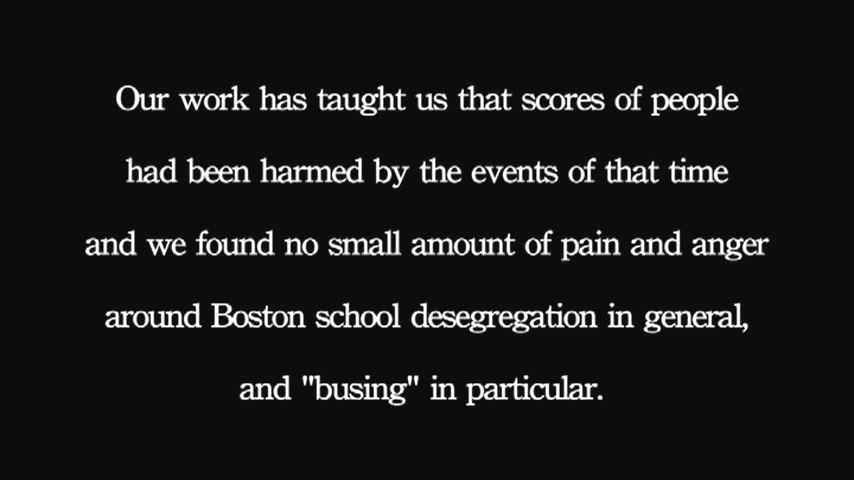 Our work has taught us that scores of people
had been harmed by the events of that time
and we found no small amount of pain and anger
around Boston school desegregation in general,
and "busing" in particular.